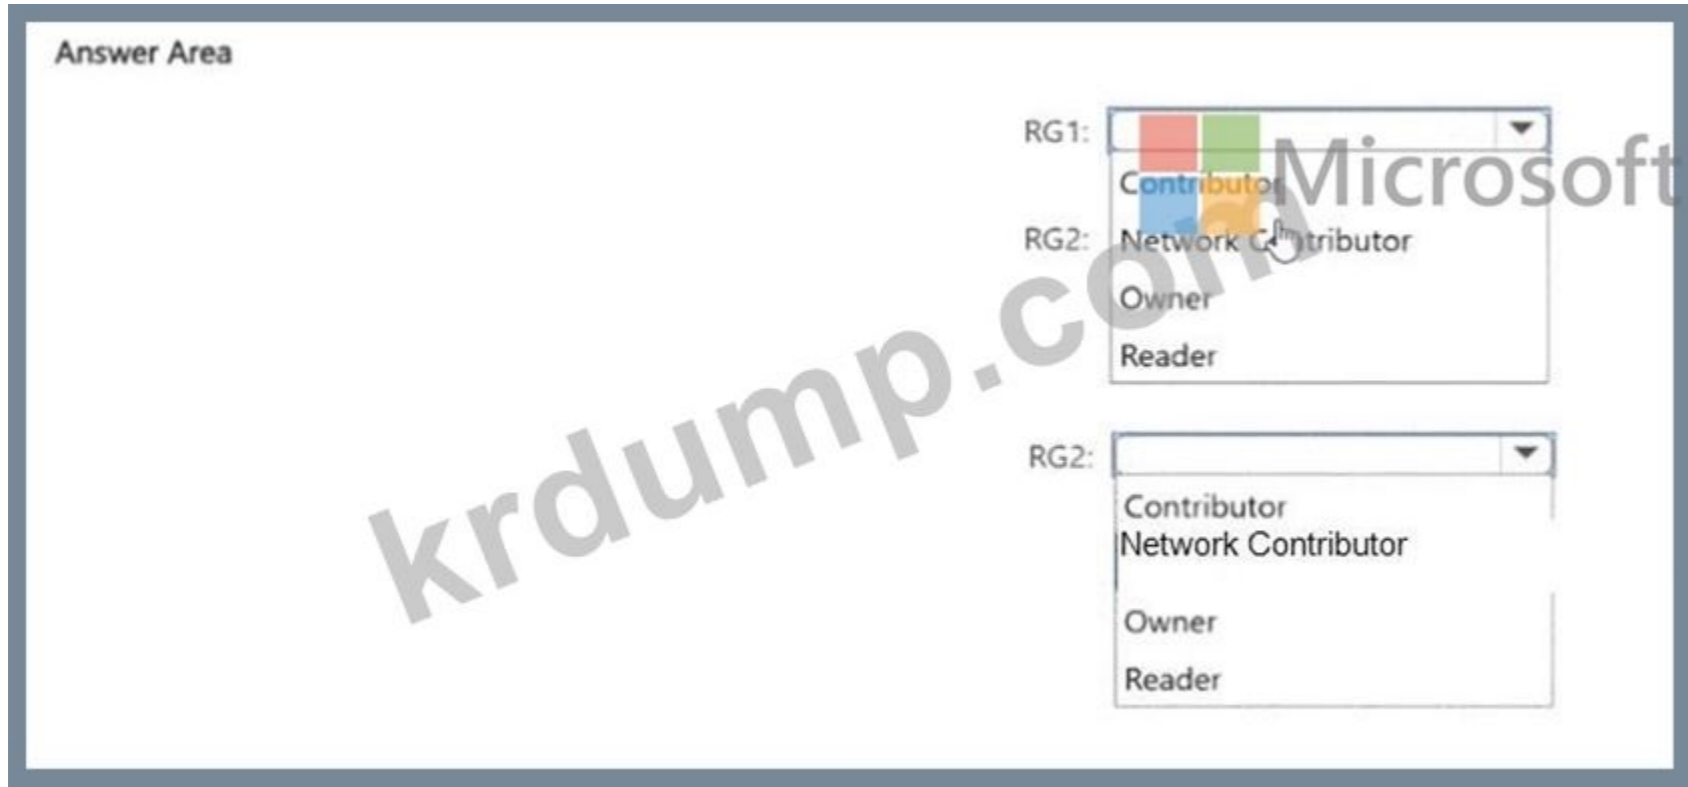 Answer Area
RG1:
Microsoft
Contributor
RG2: Network Contributor
Owner
Reader
krdump.com
RG2:
Contributor
Network Contributor
Owner
Reader